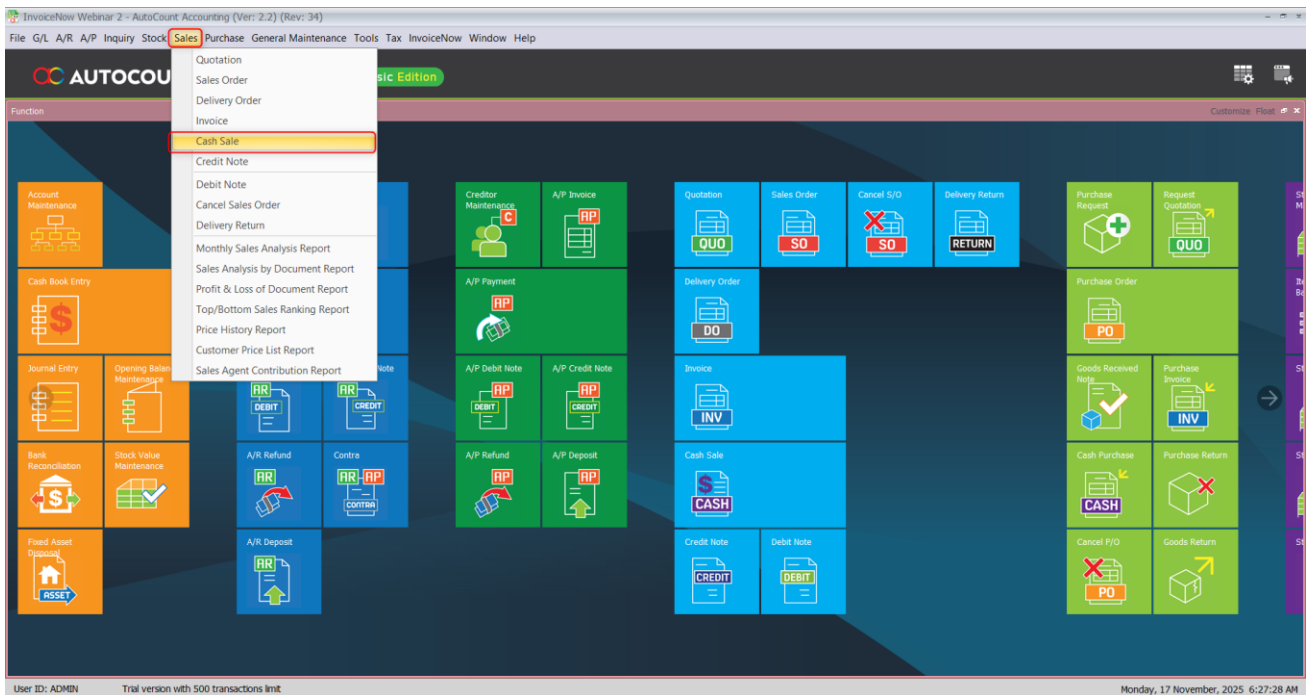 InvoiceNow Webinar 2 - AutoCount Accounting (Ver: 2.2) (Rev: 34)
File G/L A/R A/P Inquiry Stock Sales Purchase General Maintenance Tools Tax InvoiceNow Window Help
AUTOCOU
sic Edition
Function
Customize Float
Quotation
Sales Order
Delivery Order
Invoice
Cash Sale
Credit Note
Debit Note
Cancel Sales Order
Delivery Return
Monthly Sales Analysis Report
Sales Analysis by Document Report
Profit & Loss of Document Report
Top/Bottom Sales Ranking Report
Price History Report
Customer Price List Report
Sales Agent Contribution Report
Account
Maintenance
Cash Book Entry
Journal Entry
Opening Balan
Maintenance
Bank
Reconciliation
Stock Value
Maintenance
Fixed Asset
Disposal
ASSET
Note
AR
DEBIT
AR
CREDIT
A/R Refund
AR
Contra
AR-AP
CONTRA
A/R Deposit
AR
Creditor
Maintenance
C
A/P Invoice
AP
A/P Payment
AP
A/P Debit Note
AP
DEBIT
A/P Credit Note
AP
CREDIT
A/P Refund
AP
A/P Deposit
AP
Quotation
QUO
Sales Order
SO
Cancel S/O
SO
Delivery Return
RETURN
Delivery Order
DO
Invoice
INV
Cash Sale
CASH
Credit Note
CREDIT
Debit Note
DEBIT
Purchase
Request
Request
Quotation
QUO
Purchase Order
PO
Goods Received
Note
Purchase
Invoice
INV
Cash Purchase
CASH
Purchase Return
Cancel P/O
PO
Goods Return
St
M
Ite
Ba
St
St
St
User ID: ADMIN
Trial version with 500 transactions limit
Monday, 17 November, 2025 6:27:28 AM